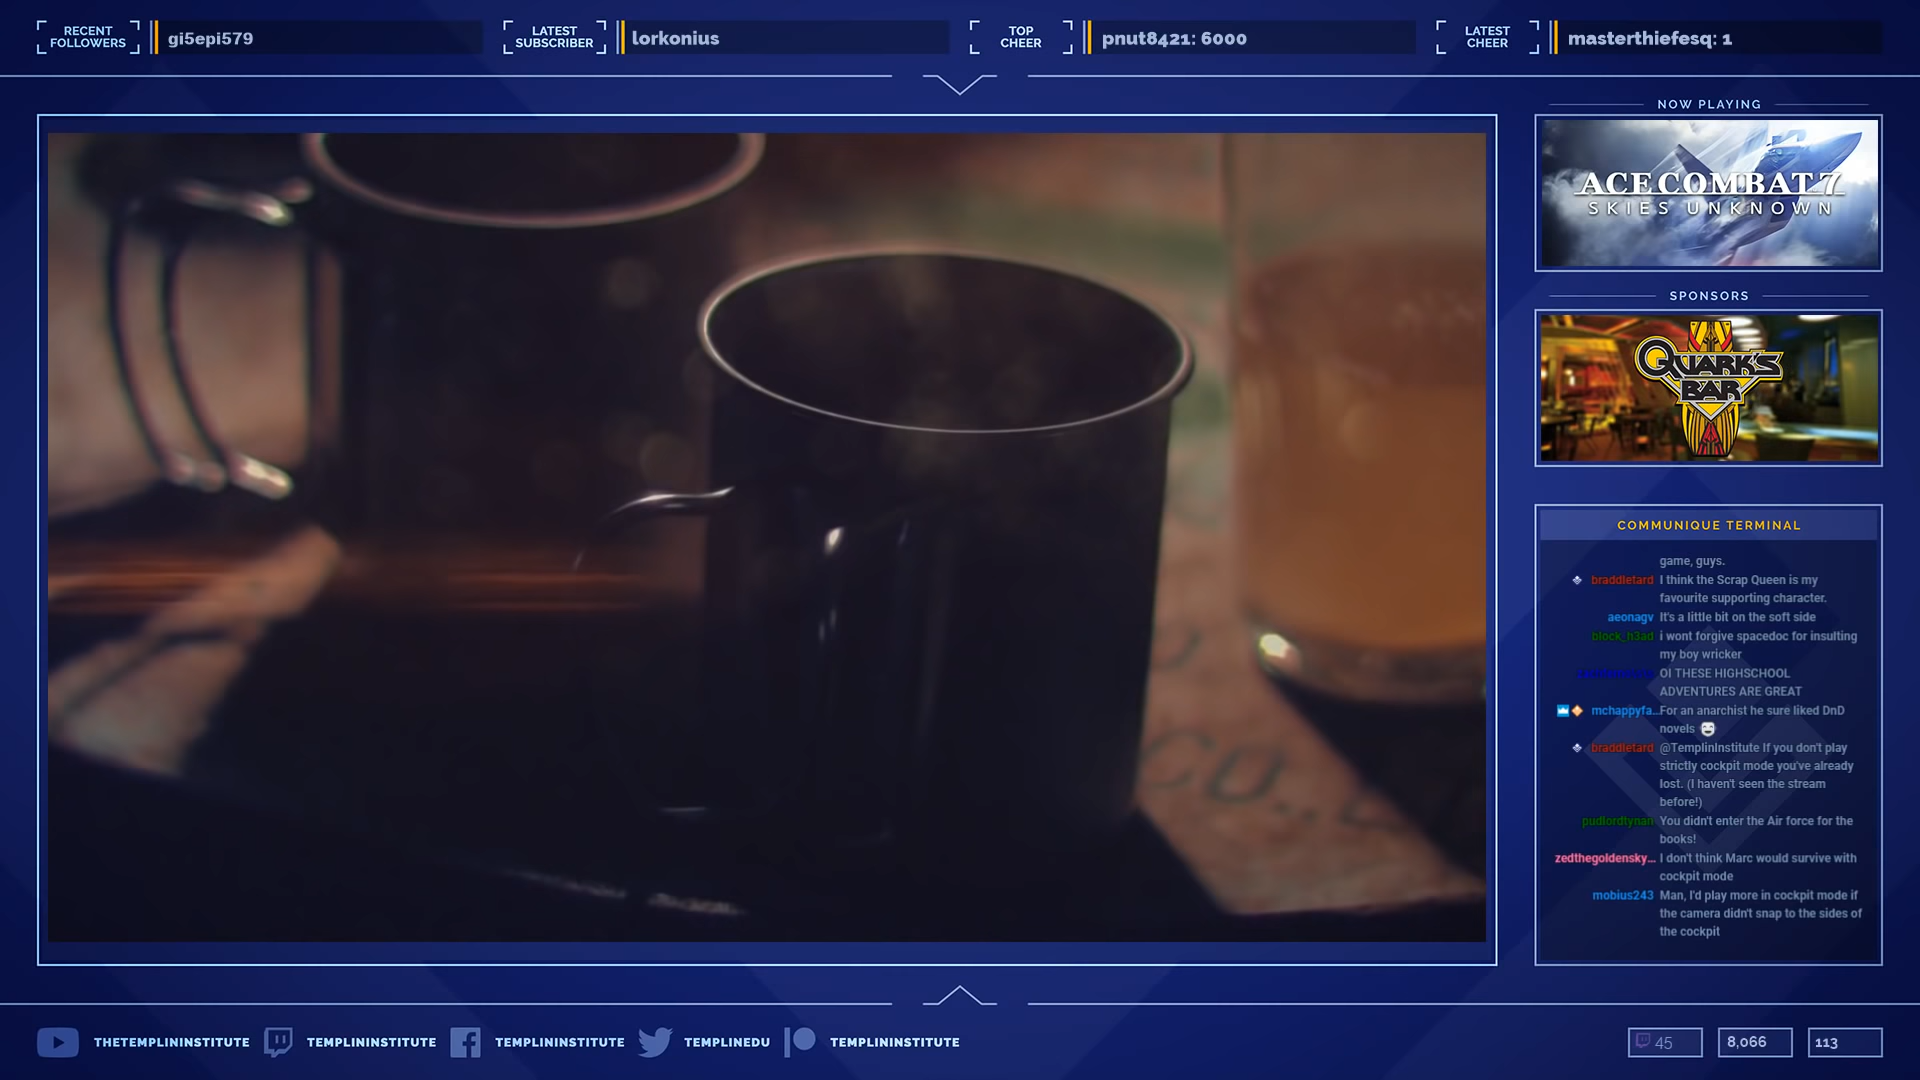 RECENT
FOLLOWERS
gi5epi579
LATEST
SUBSCRIBER
lorkonius
TOP
CHEER
pnut8421: 6000
LATEST
CHEER
masterthiefesq: 1
NOW PLAYING
ACE COMBAT 7
SKIES UNKNOWN
SPONSORS
QUARK'S
BAR
COMMUNIQUE TERMINAL
game, guys.
braddletard I think the Scrap Queen is my
favourite supporting character.
aeonagv It's a little bit on the soft side
block_h3ad i wont forgive spacedoc for insulting
my boy wricker
OI THESE HIGHSCHOOL
ADVENTURES ARE GREAT
mchappyfa... For an anarchist he sure liked DnD
novels
braddletard @TemplinInstitute If you don't play
strictly cockpit mode you've already
lost. (I haven't seen the stream
before!)
pudlordtynan You didn't enter the Air force for the
books!
zedthegoldensky... I don't think Marc would survive with
cockpit mode
mobius243 Man, I'd play more in cockpit mode if
the camera didn't snap to the sides of
the cockpit
CO.,
THETEMPLININSTITUTE
TEMPLININSTITUTE
TEMPLININSTITUTE
TEMPLINEDU
TEMPLININSTITUTE
45
8,066
113